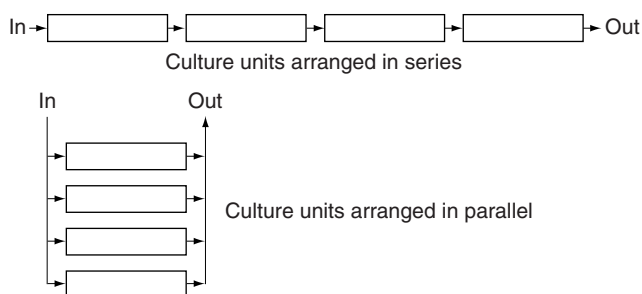 In Out
Culture units arranged in series
In Out
Culture units arranged in parallel